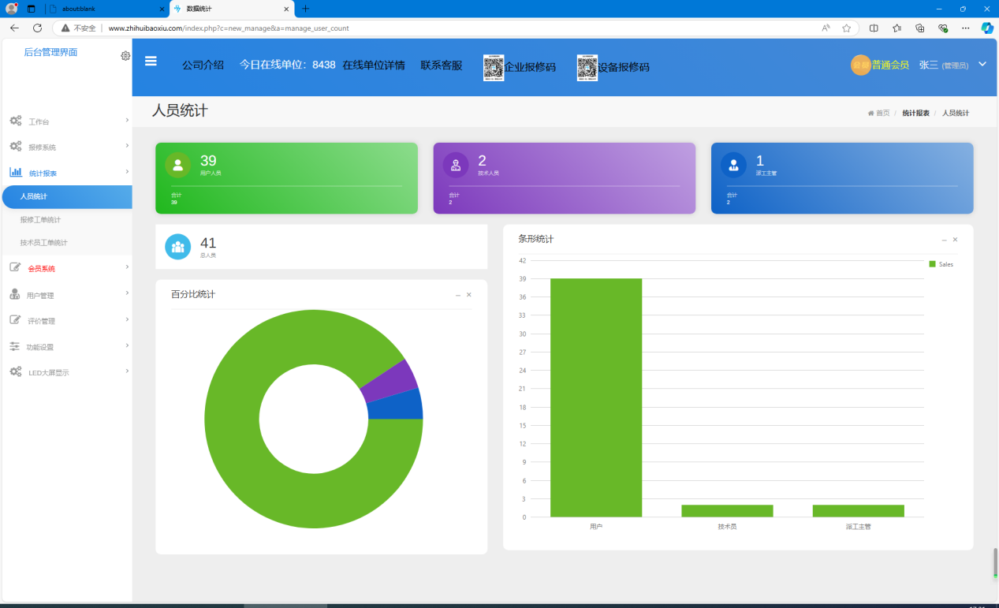 aboutblank
数据统计
不安全
www.zhihuibaoxiu.com/index.php?c=new_manage&a=manage_user_count
后台管理界面
公司介绍 今日在线单位：8438 在线单位详情 联系客服 企业报修码 设备报修码
普通会员 张三 (管理员)
人员统计
首页 / 统计报表 / 人员统计
工作台
报修系统
统计报表
人员统计
报修工单统计
技术员工单统计
会员系统
用户管理
评价管理
功能设置
LED大屏显示
39
用户人员
合计
39
2
技术人员
合计
2
1
派工主管
合计
2
41
总人员
百分比统计
条形统计
Sales
42
39
36
33
30
27
24
21
18
15
12
9
6
3
0
用户 技术员 派工主管